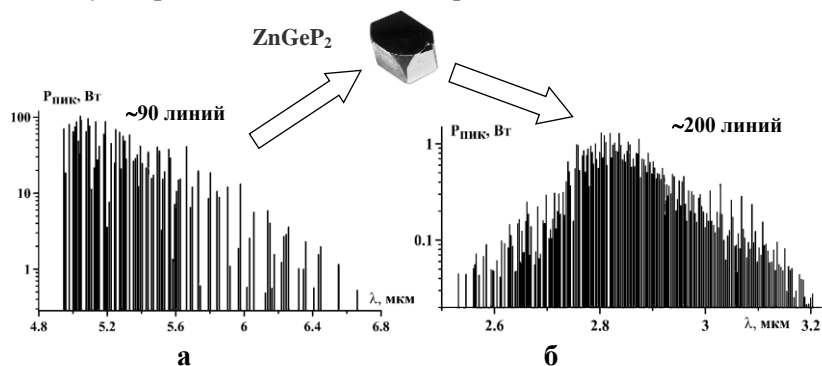 ZnGeP₂
Pпик, Вт
~90 линий
100
10
1
4.8 5.2 5.6 6 6.4 6.8
λ, мкм
а
Pпик, Вт
~200 линий
1
0.1
2.6 2.8 3 3.2
λ, мкм
б